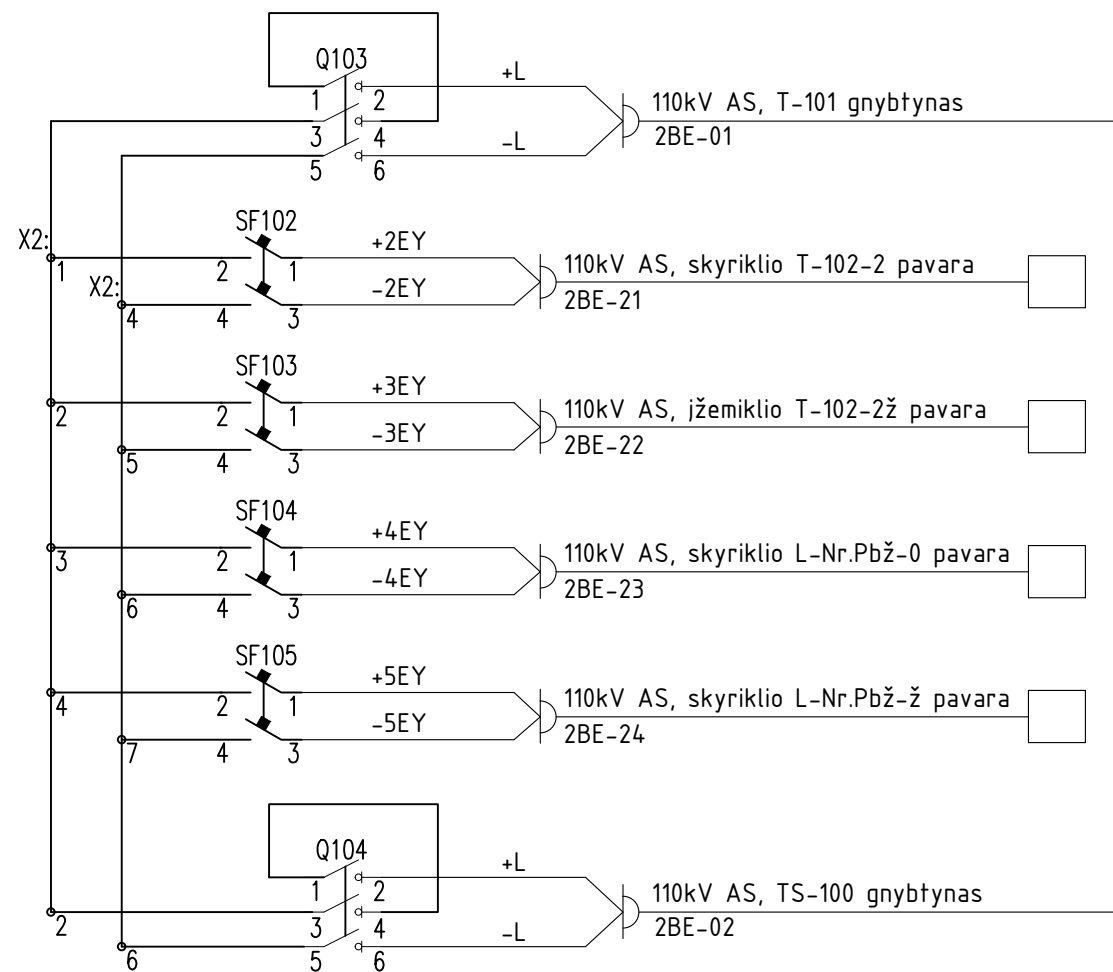 Q103
+L
1
2
110kV AS, T-101 gnybtynas
3
4
2BE-01
-L
5
6
SF102
X2:
+2EY
1
2
1
110kV AS, skyriklio T-102-2 pavara
X2:
-2EY
2BE-21
4
4
3
SF103
+3EY
2
2
1
110kV AS, įžemiklio T-102-2ž pavara
-3EY
2BE-22
5
4
3
SF104
+4EY
3
2
1
110kV AS, skyriklio L-Nr.Pbž-0 pavara
-4EY
2BE-23
6
4
3
SF105
+5EY
4
2
1
110kV AS, skyriklio L-Nr.Pbž-ž pavara
-5EY
2BE-24
7
4
3
Q104
+L
1
2
110kV AS, TS-100 gnybtynas
2
3
4
2BE-02
-L
6
5
6